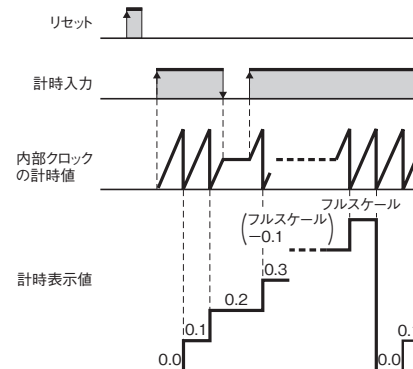 リセット
計時入力
内部クロック
の計時値
フルスケール
(フルスケール
－0.1)
計時表示値
0.3
0.2
0.1
0.1
0.0
0.0